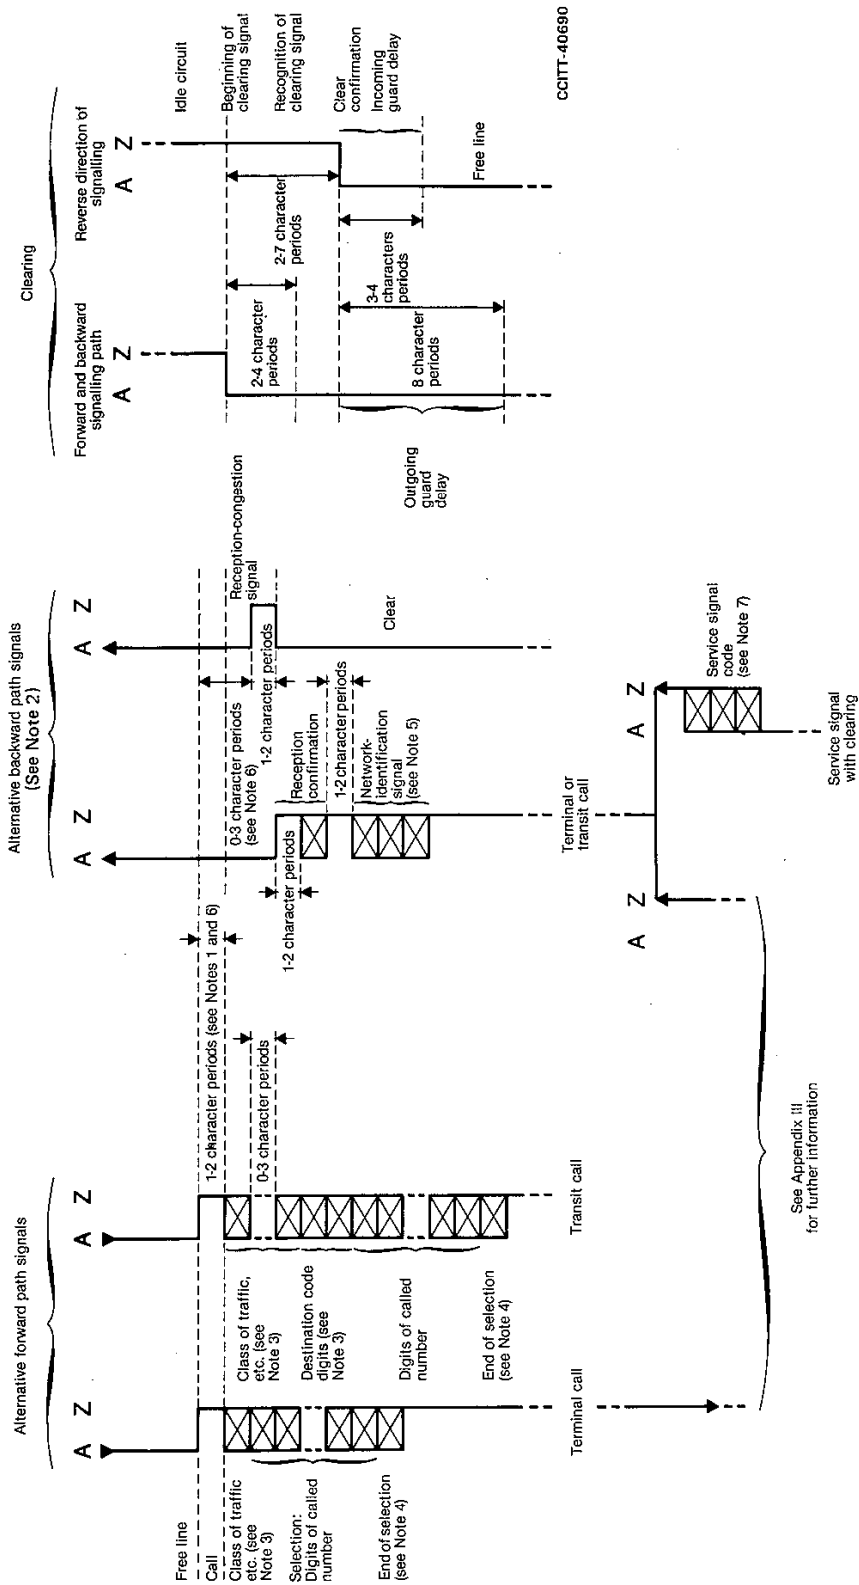 Alternative forward path signals
A
Z
A
Z
Free line
Call
Class of traffic
etc. (see
Note 3)
Selection:
Digits of called
number
End of selection
(see Note 4)
Terminal call
Class of traffic,
etc. (see
Note 3)
Destination code
digits (see
Note 3)
Digits of called
number
End of selection
(see Note 4)
Transit call
1-2 character periods (see Notes 1 and 6)
0-3 character periods
Alternative backward path signals
(See Note 2)
A
Z
A
Z
0-3 character periods
(see Note 6)
1-2 character periods
1-2 character periods
Reception
confirmation
1-2 character periods
Network-
identification
signal
(see Note 5)
Reception-congestion
signal
Clear
Terminal or
transit call
A
Z
A
Z
Service signal
code
(see Note 7)
Service signal
with clearing
See Appendix III
for further information
Clearing
Forward and backward
signalling path
A
Z
Reverse direction of
signalling
A
Z
Idle circuit
Beginning of
clearing signal
Recognition of
clearing signal
Clear
confirmation
Incoming
guard delay
2-4 character
periods
2-7 character
periods
3-4
characters
periods
8 character
periods
Outgoing
guard
delay
Free line
CCITT-40690